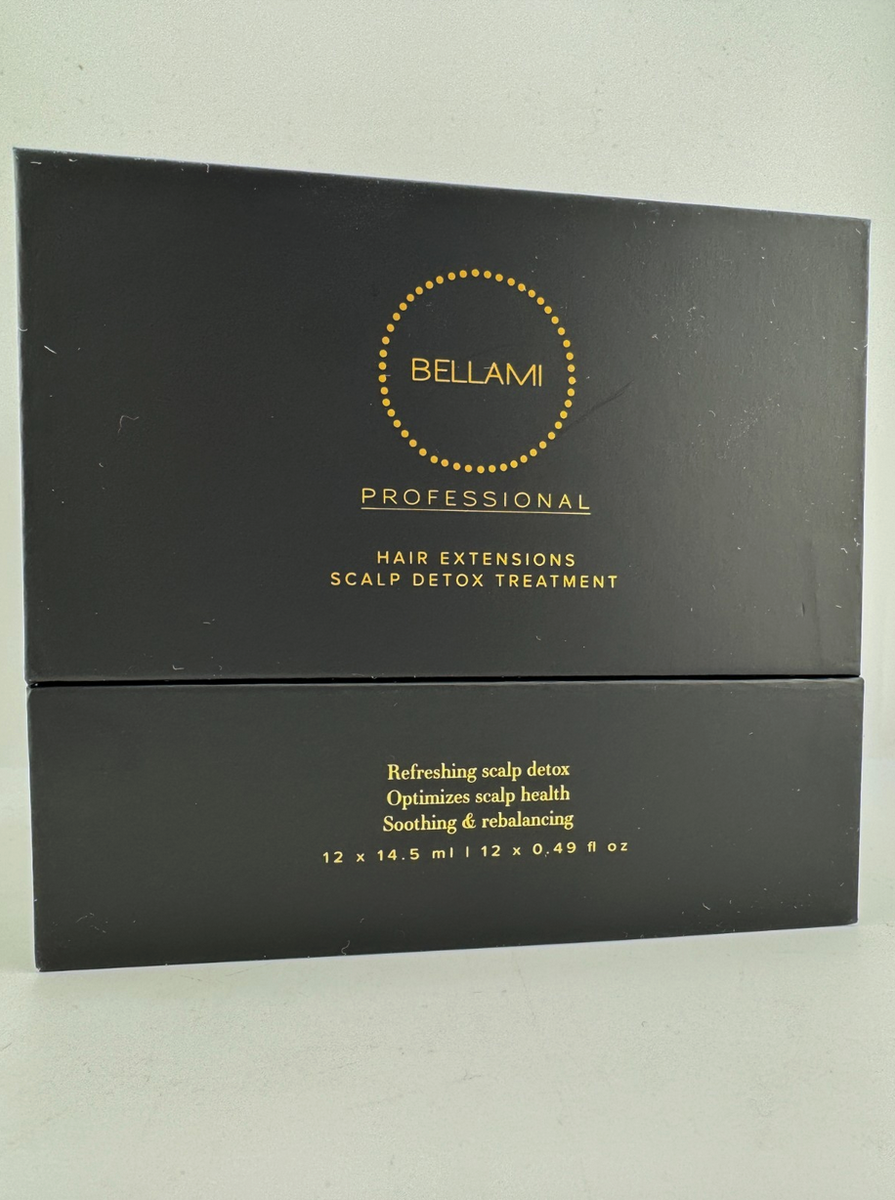 BELLAMI
PROFESSIONAL
HAIR EXTENSIONS
SCALP DETOX TREATMENT
Refreshing scalp detox
Optimizes scalp health
Soothing & rebalancing
12 x 14.5 ml | 12 x 0.49 fl oz